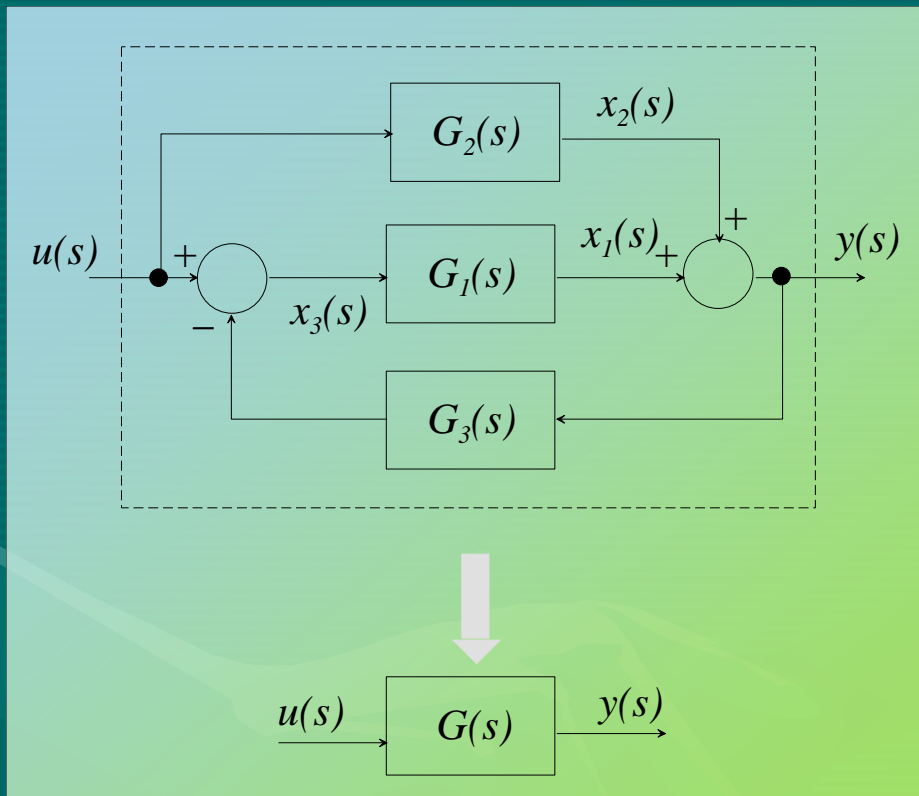 G₂(s)
x₂(s)
+
u(s)
+
G₁(s)
x₁(s)
+
y(s)
−
x₃(s)
G₃(s)
u(s)
G(s)
y(s)